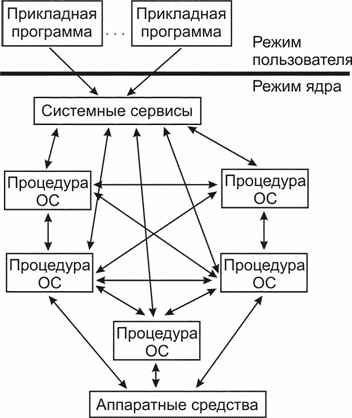 Прикладная
программа
. . .
Прикладная
программа
Режим
пользователя
Режим ядра
Системные сервисы
Процедура
ОС
Процедура
ОС
Процедура
ОС
Процедура
ОС
Процедура
ОС
Аппаратные средства